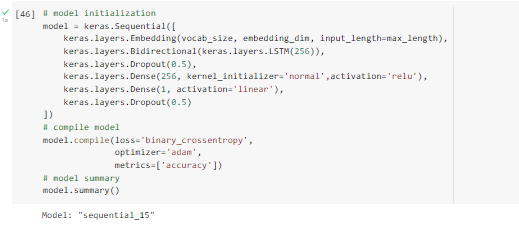 [46] # model initialization
1s model = keras.Sequential([
    keras.layers.Embedding(vocab_size, embedding_dim, input_length=max_length),
    keras.layers.Bidirectional(keras.layers.LSTM(256)),
    keras.layers.Dropout(0.5),
    keras.layers.Dense(256, kernel_initializer='normal',activation='relu'),
    keras.layers.Dense(1, activation='linear'),
    keras.layers.Dropout(0.5)
])
# compile model
model.compile(loss='binary_crossentropy',
              optimizer='adam',
              metrics=['accuracy'])
# model summary
model.summary()
Model: "sequential_15"